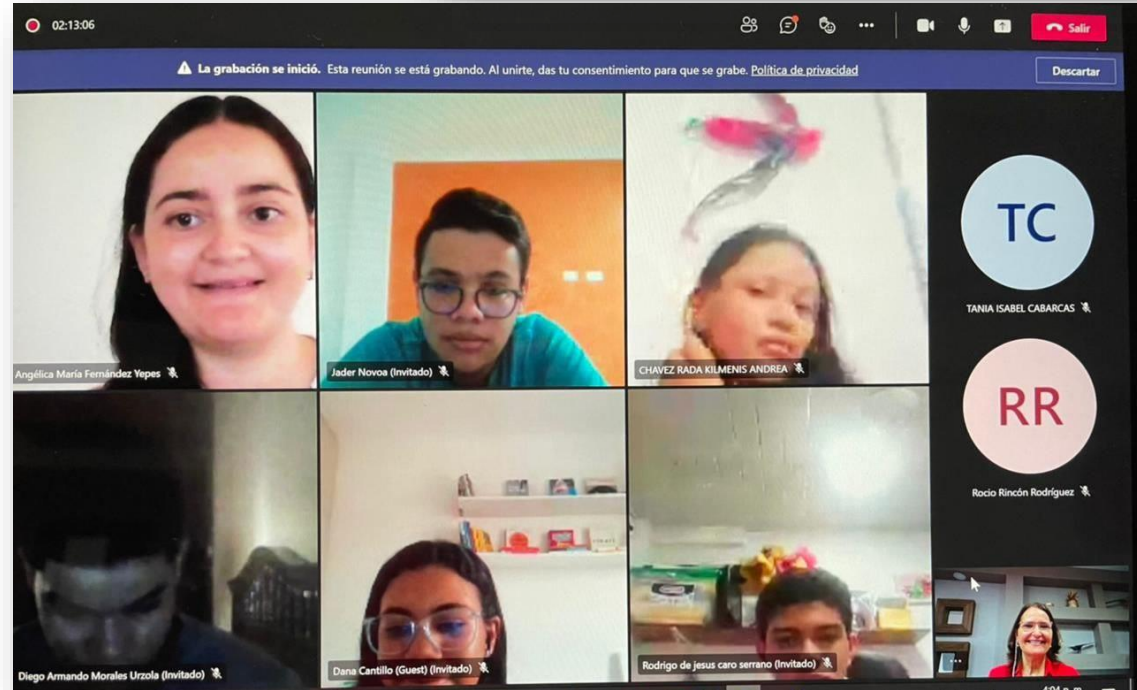 02:13:06
Salir
La grabación se inició. Esta reunión se está grabando. Al unirte, das tu consentimiento para que se grabe. Política de privacidad
Descartar
Angélica María Fernández Yepes
Jader Novoa (Invitado)
CHAVEZ RADA KILMENIS ANDREA
TC
TANIA ISABEL CABARCAS
RR
Rocio Rincón Rodríguez
Diego Armando Morales Urzola (Invitado)
Dana Cantillo (Guest) (Invitado)
Rodrigo de jesus caro serrano (Invitado)